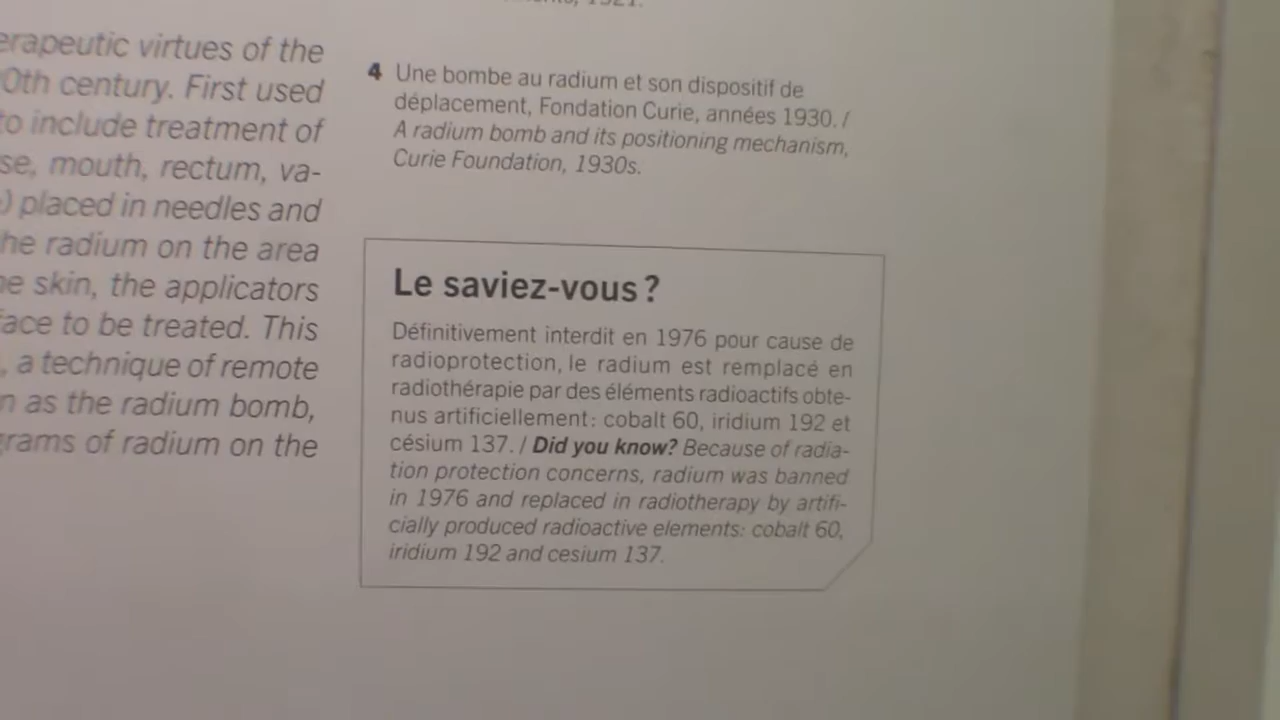 1921.
erapeutic virtues of the
0th century. First used
to include treatment of
se, mouth, rectum, va-
) placed in needles and
he radium on the area
e skin, the applicators
ace to be treated. This
, a technique of remote
n as the radium bomb,
grams of radium on the
4 Une bombe au radium et son dispositif de
déplacement, Fondation Curie, années 1930. /
A radium bomb and its positioning mechanism,
Curie Foundation, 1930s.
Le saviez-vous ?
Définitivement interdit en 1976 pour cause de
radioprotection, le radium est remplacé en
radiothérapie par des éléments radioactifs obte-
nus artificiellement : cobalt 60, iridium 192 et
césium 137. / Did you know? Because of radia-
tion protection concerns, radium was banned
in 1976 and replaced in radiotherapy by artifi-
cially produced radioactive elements: cobalt 60,
iridium 192 and cesium 137.